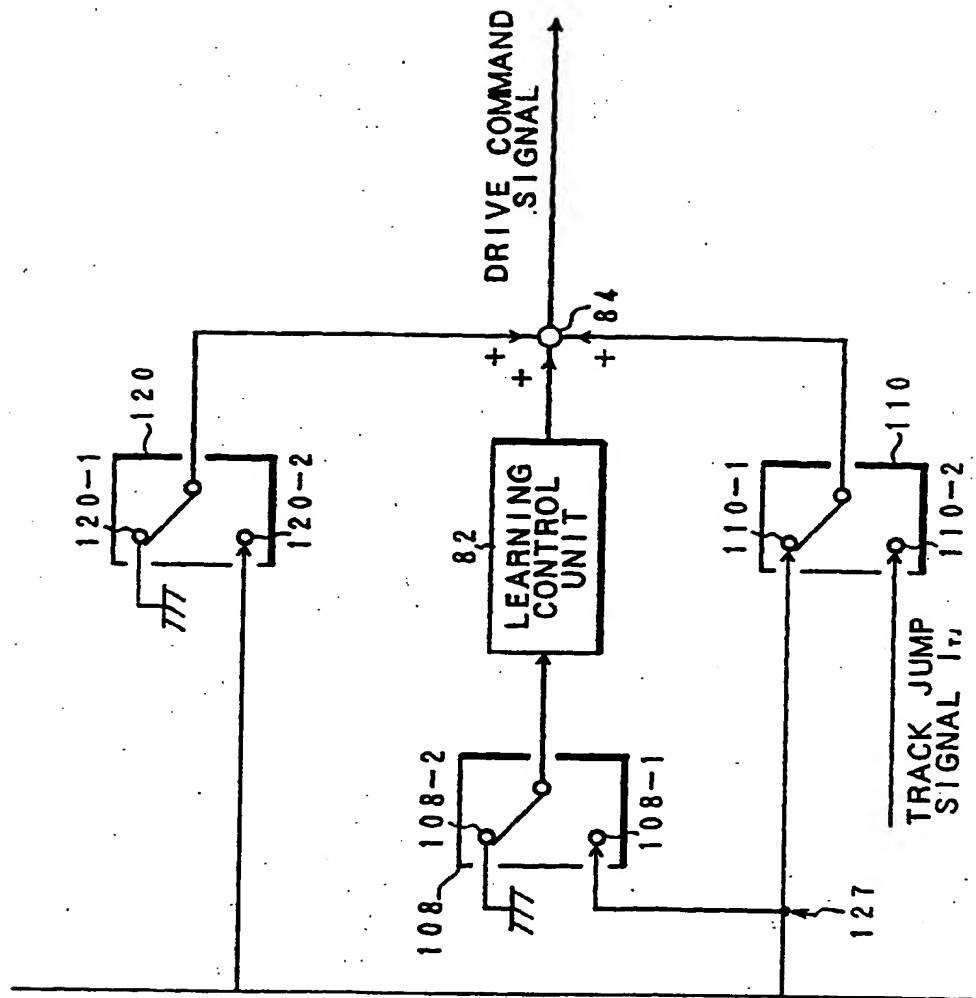 120-1
120
120-2
DRIVE COMMAND
SIGNAL
84
82
LEARNING
CONTROL
UNIT
108-2
108
108-1
110-1
110
110-2
127
TRACK JUMP
SIGNAL
+
+
+